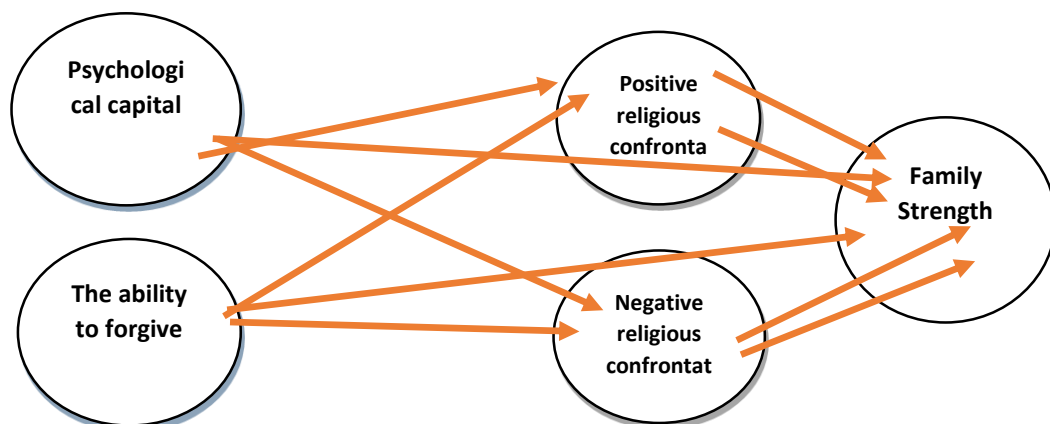 Psychologi
cal capital
Positive
religious
confronta
Family
Strength
The ability
to forgive
Negative
religious
confrontat